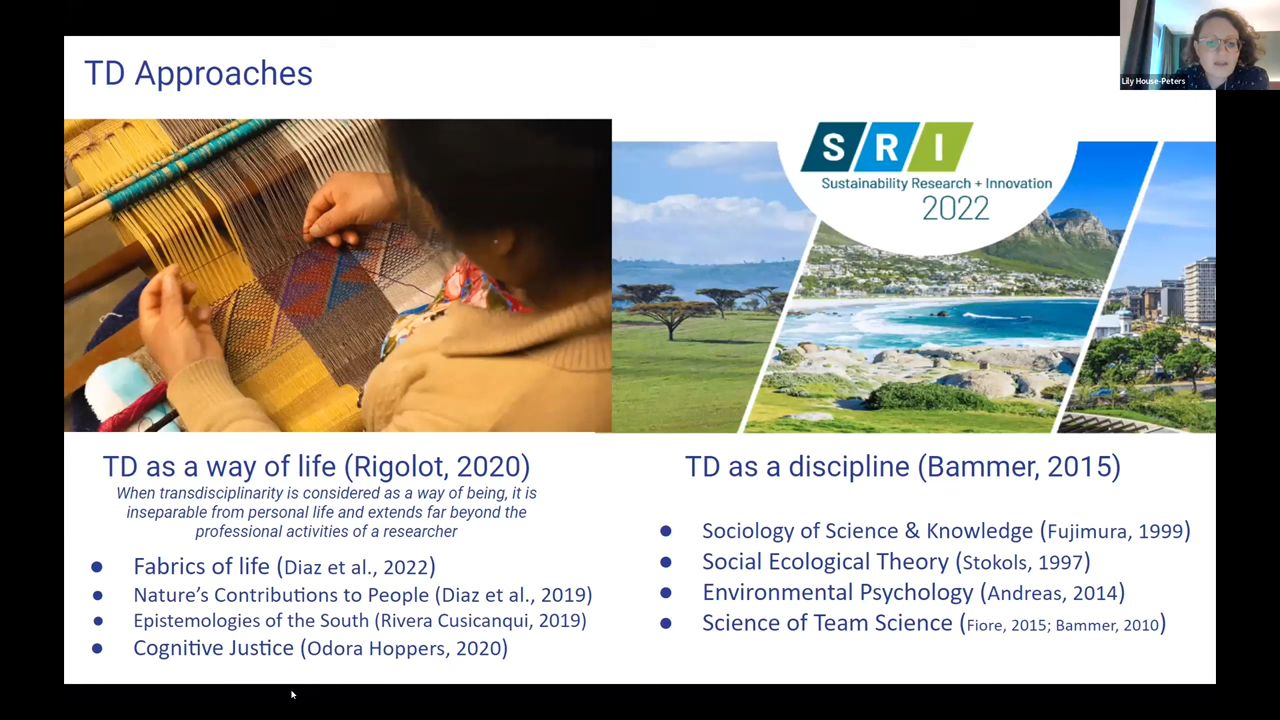 TD Approaches
Lily House-Peters
S R I
Sustainability Research + Innovation
2022
TD as a way of life (Rigolot, 2020)
When transdisciplinarity is considered as a way of being, it is
inseparable from personal life and extends far beyond the
professional activities of a researcher
● Fabrics of life (Diaz et al., 2022)
● Nature's Contributions to People (Diaz et al., 2019)
● Epistemologies of the South (Rivera Cusicanqui, 2019)
● Cognitive Justice (Odora Hoppers, 2020)
TD as a discipline (Bammer, 2015)
● Sociology of Science & Knowledge (Fujimura, 1999)
● Social Ecological Theory (Stokols, 1997)
● Environmental Psychology (Andreas, 2014)
● Science of Team Science (Fiore, 2015; Bammer, 2010)